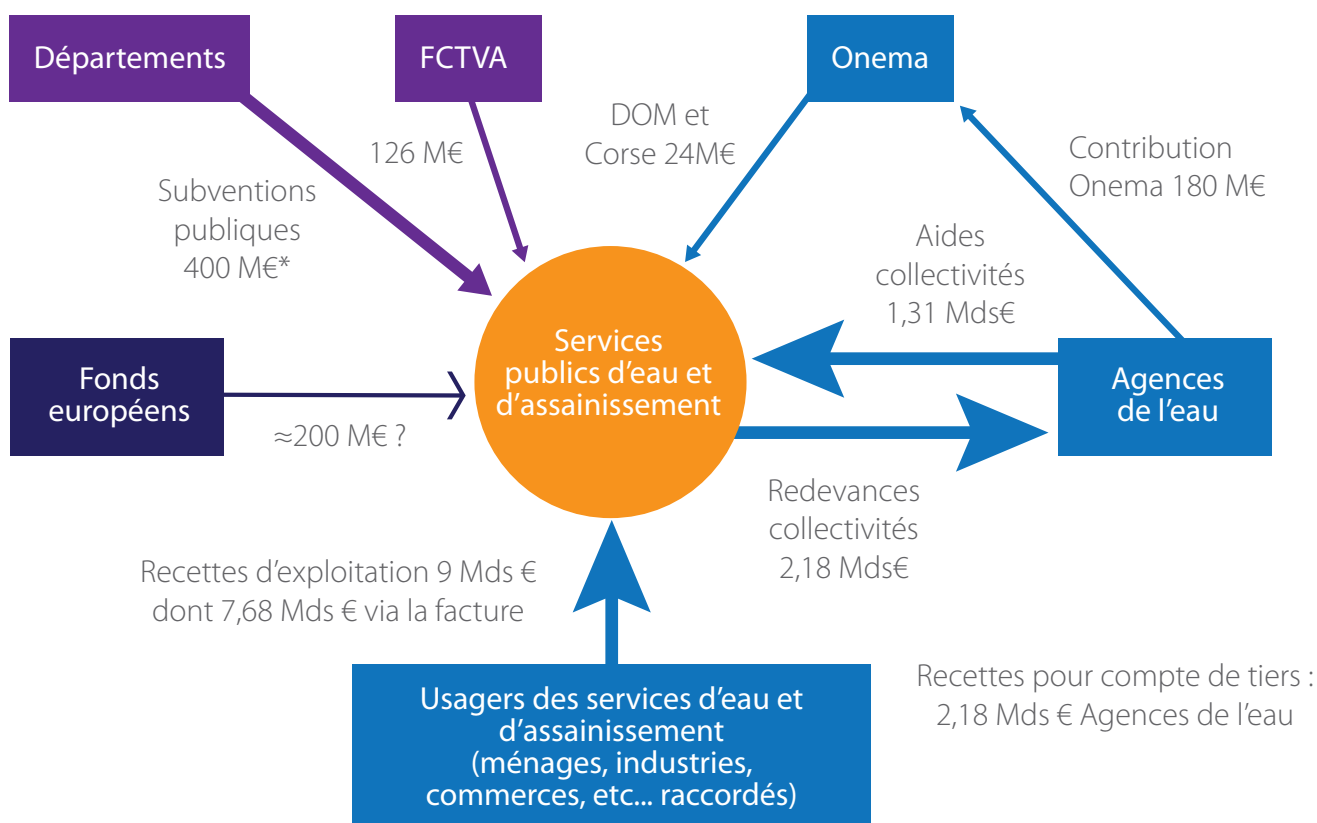 Départements
FCTVA
Onema
126 M€
DOM et
Corse 24M€
Contribution
Onema 180 M€
Subventions
publiques
400 M€*
Aides
collectivités
1,31 Mds€
Fonds
européens
≈200 M€ ?
Services
publics d'eau et
d'assainissement
Agences
de l'eau
Redevances
collectivités
2,18 Mds€
Recettes d'exploitation 9 Mds €
dont 7,68 Mds € via la facture
Usagers des services d'eau et
d'assainissement
(ménages, industries,
commerces, etc... raccordés)
Recettes pour compte de tiers :
2,18 Mds € Agences de l'eau